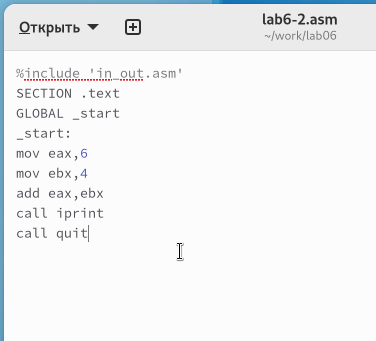 Открыть
lab6-2.asm
~/work/lab06
%include 'in_out.asm'
SECTION .text
GLOBAL _start
_start:
mov eax,6
mov ebx,4
add eax,ebx
call iprint
call quit